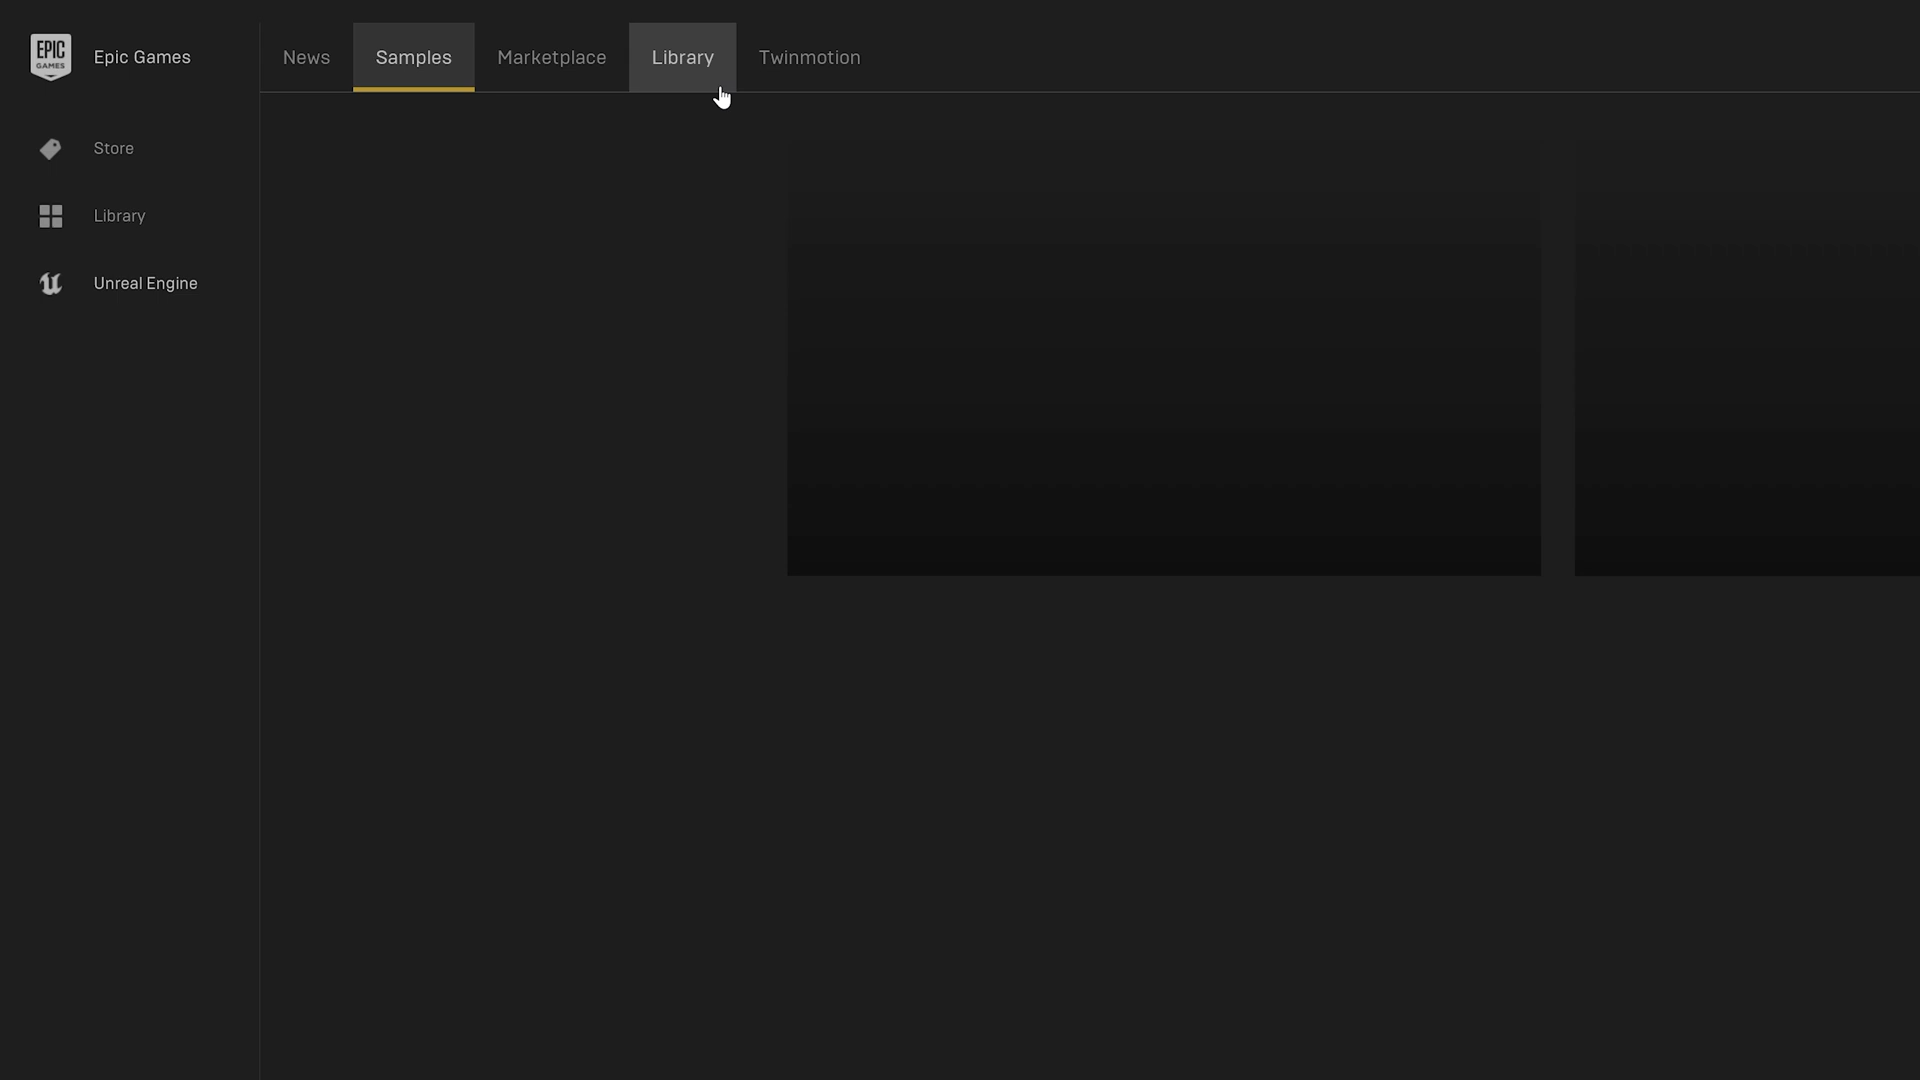 EPIC
GAMES
Epic Games
News
Samples
Marketplace
Library
Twinmotion
Store
Library
Unreal Engine